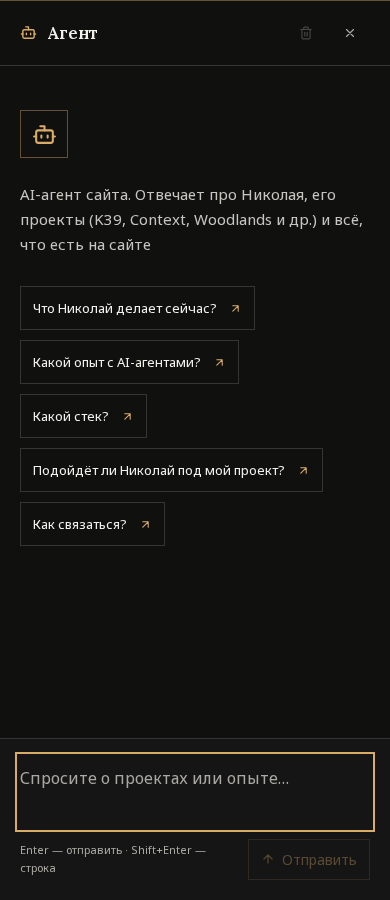 Агент
AI-агент сайта. Отвечает про Николая, его
проекты (K39, Context, Woodlands и др.) и всё,
что есть на сайте
Что Николай делает сейчас?
Какой опыт с AI-агентами?
Какой стек?
Подойдёт ли Николай под мой проект?
Как связаться?
Спросите о проектах или опыте…
Enter — отправить · Shift+Enter —
строка
Отправить